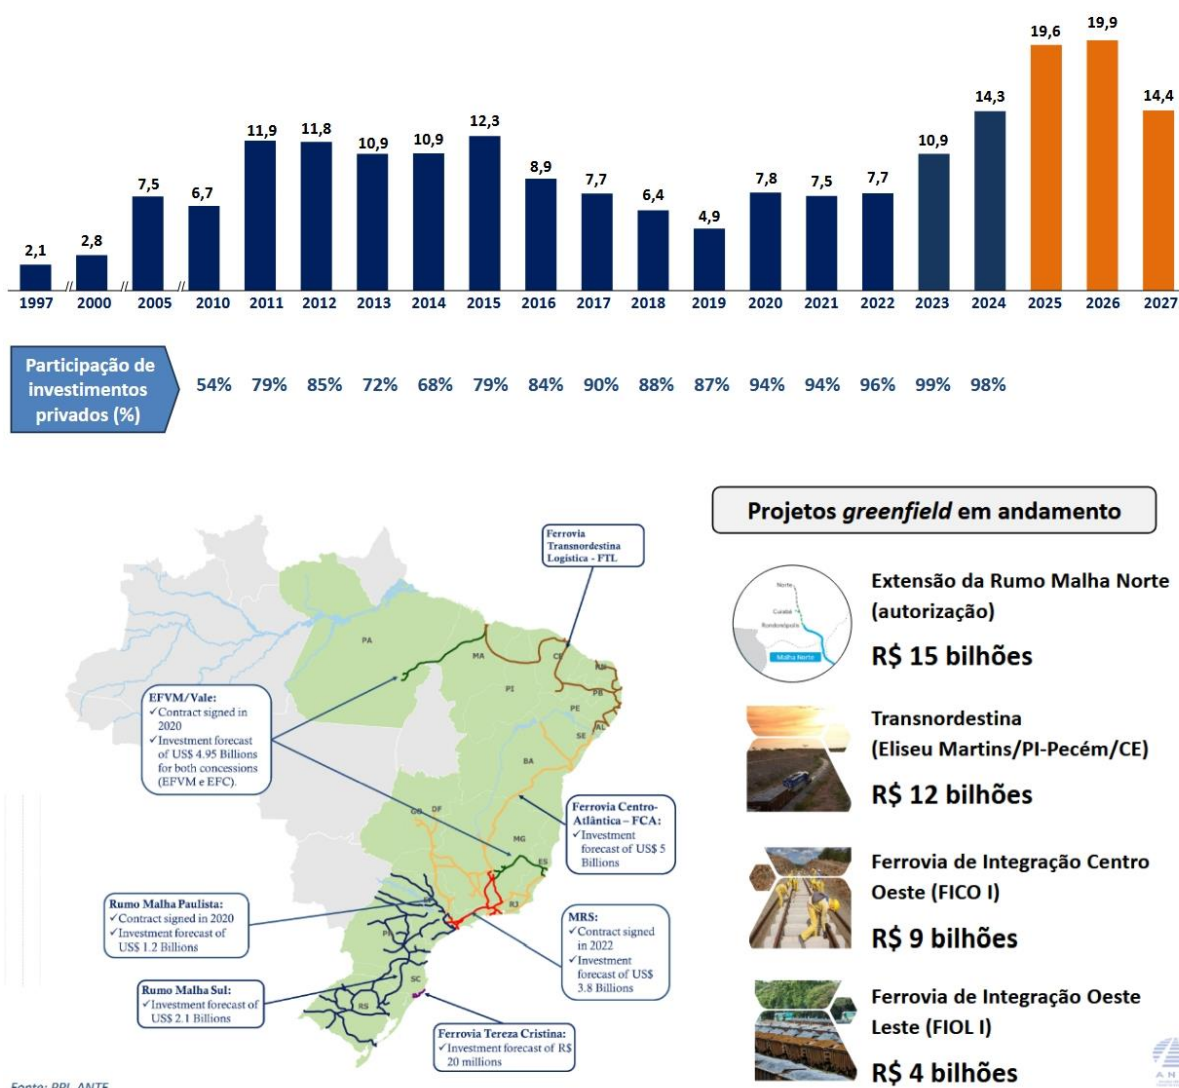 2,1
2,8
7,5
6,7
11,9
11,8
10,9
10,9
12,3
8,9
7,7
6,4
4,9
7,8
7,5
7,7
10,9
14,3
19,6
19,9
14,4
1997 // 2000 // 2005 // 2010 2011 2012 2013 2014 2015 2016 2017 2018 2019 2020 2021 2022 2023 2024 2025 2026 2027
Participação de
investimentos
privados (%)
54% 79% 85% 72% 68% 79% 84% 90% 88% 87% 94% 94% 96% 99% 98%
Ferrovia
Transnordestina
Logística - FTL
PA
MA
CE
RN
PI
PB
PE
AL
SE
BA
EFVM/Vale:
✓Contract signed in
2020
✓Investment forecast
of US$ 4.95 Billions
for both concessions
(EFVM e EFC).
GO
DF
MG
ES
RJ
Ferrovia Centro-
Atlântica – FCA:
✓Investment
forecast of US$ 5
Billions
Rumo Malha Paulista:
✓Contract signed in 2020
✓Investment forecast of
US$ 1.2 Billions
SP
PR
MRS:
✓Contract signed
in 2022
✓Investment
forecast of US$
3.8 Billions
Rumo Malha Sul:
✓Investment forecast of
US$ 2.1 Billions
SC
RS
Ferrovia Tereza Cristina:
✓Investment forecast of R$
20 millions
Projetos greenfield em andamento
Norte
Cuiabá
Rondonópolis
Malha Norte
Extensão da Rumo Malha Norte
(autorização)
R$ 15 bilhões
Transnordestina
(Eliseu Martins/PI-Pecém/CE)
R$ 12 bilhões
Ferrovia de Integração Centro
Oeste (FICO I)
R$ 9 bilhões
Ferrovia de Integração Oeste
Leste (FIOL I)
R$ 4 bilhões